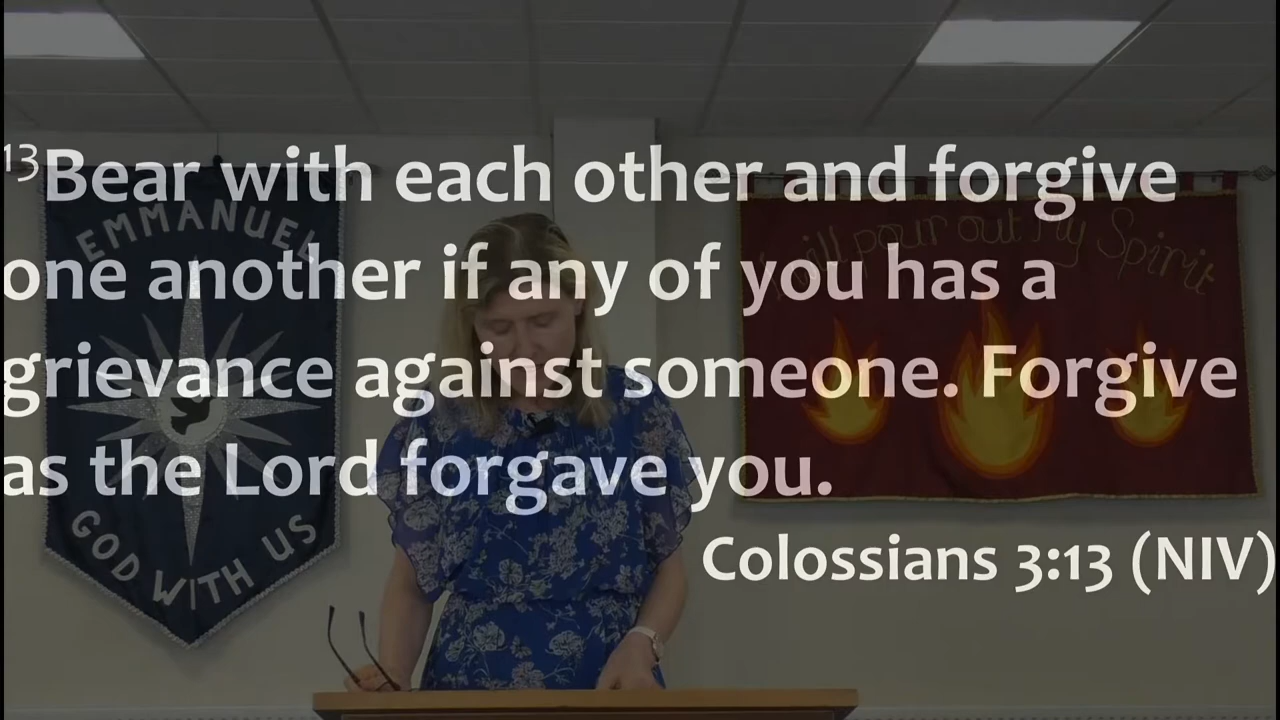 ¹³Bear with each other and forgive
one another if any of you has a
grievance against someone. Forgive
as the Lord forgave you.
Colossians 3:13 (NIV)
EMMANUEL
GOD WITH US
I will pour out my Spirit